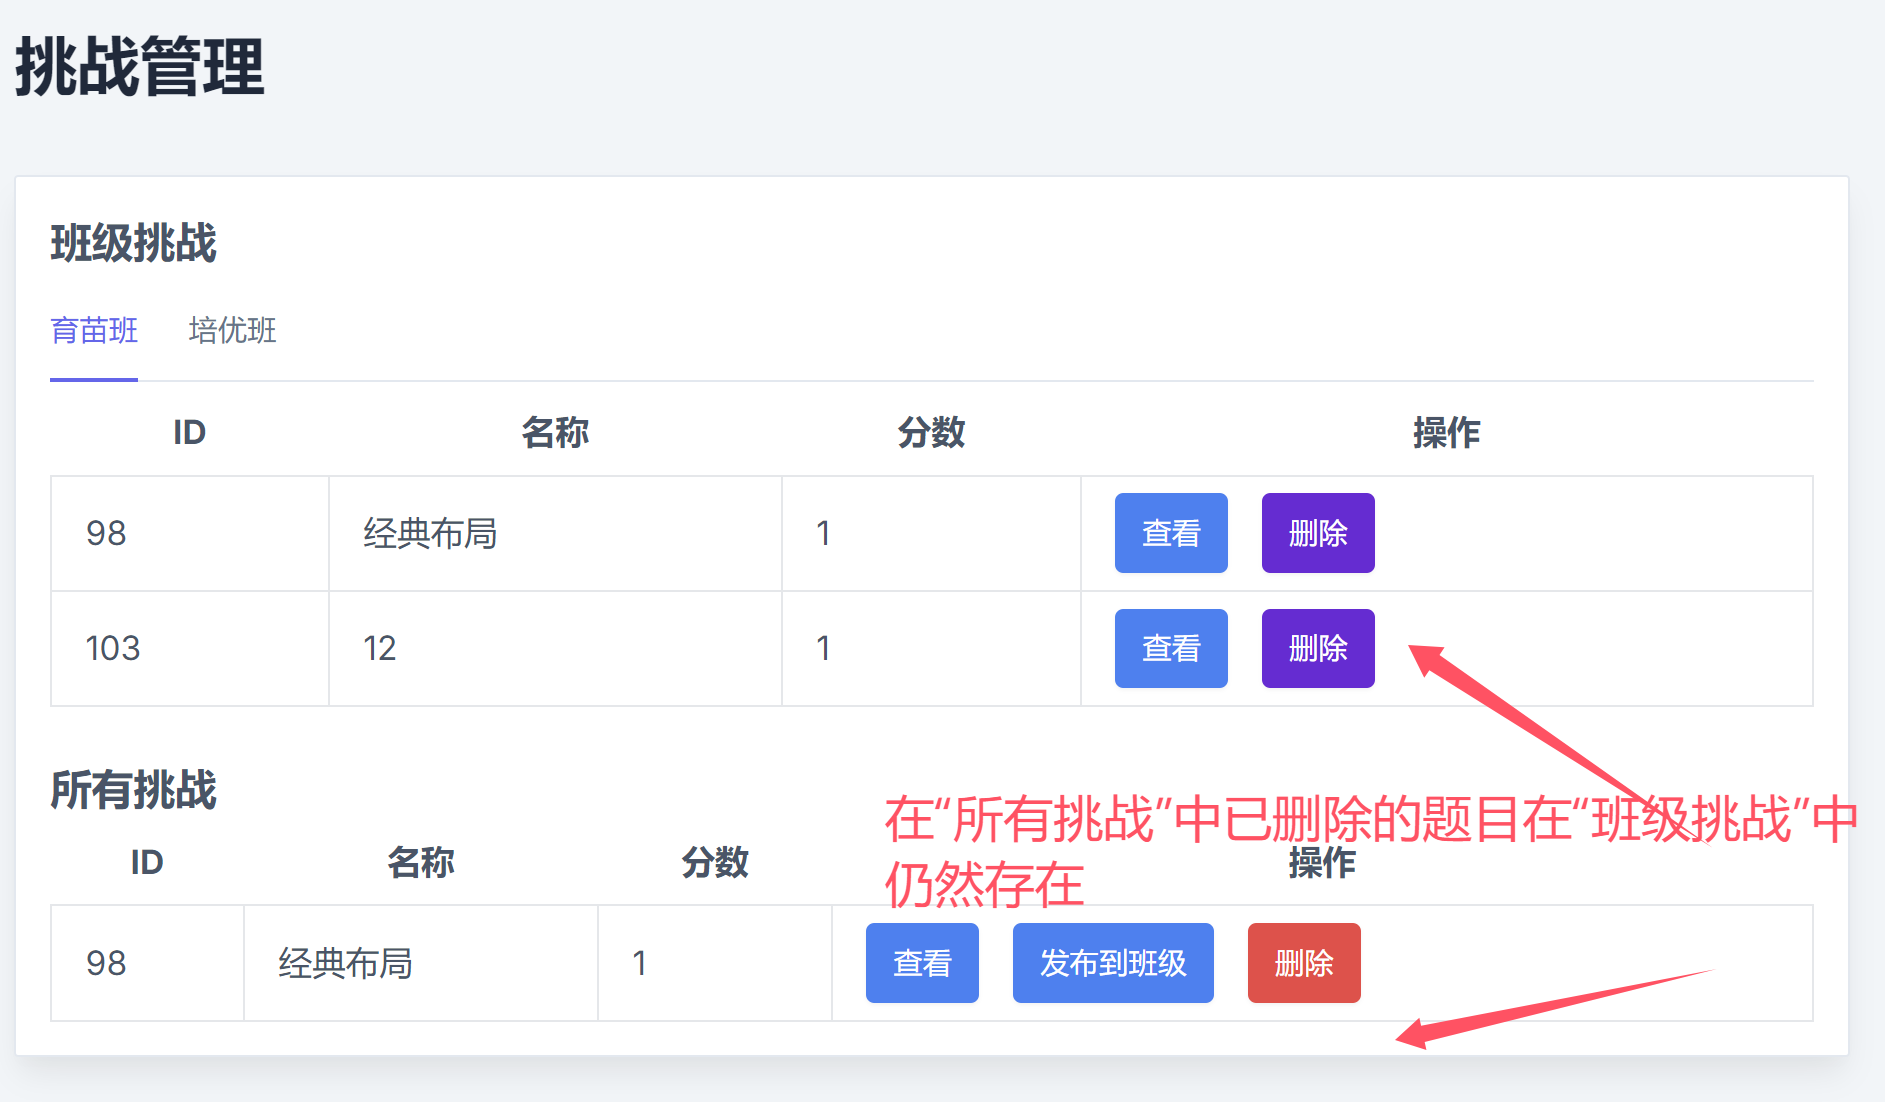 挑战管理
班级挑战
育苗班 培优班
ID 名称 分数 操作
98 经典布局 1 查看 删除
103 12 1 查看 删除
所有挑战
在“所有挑战”中已删除的题目在“班级挑战”中
仍然存在
ID 名称 分数 操作
98 经典布局 1 查看 发布到班级 删除